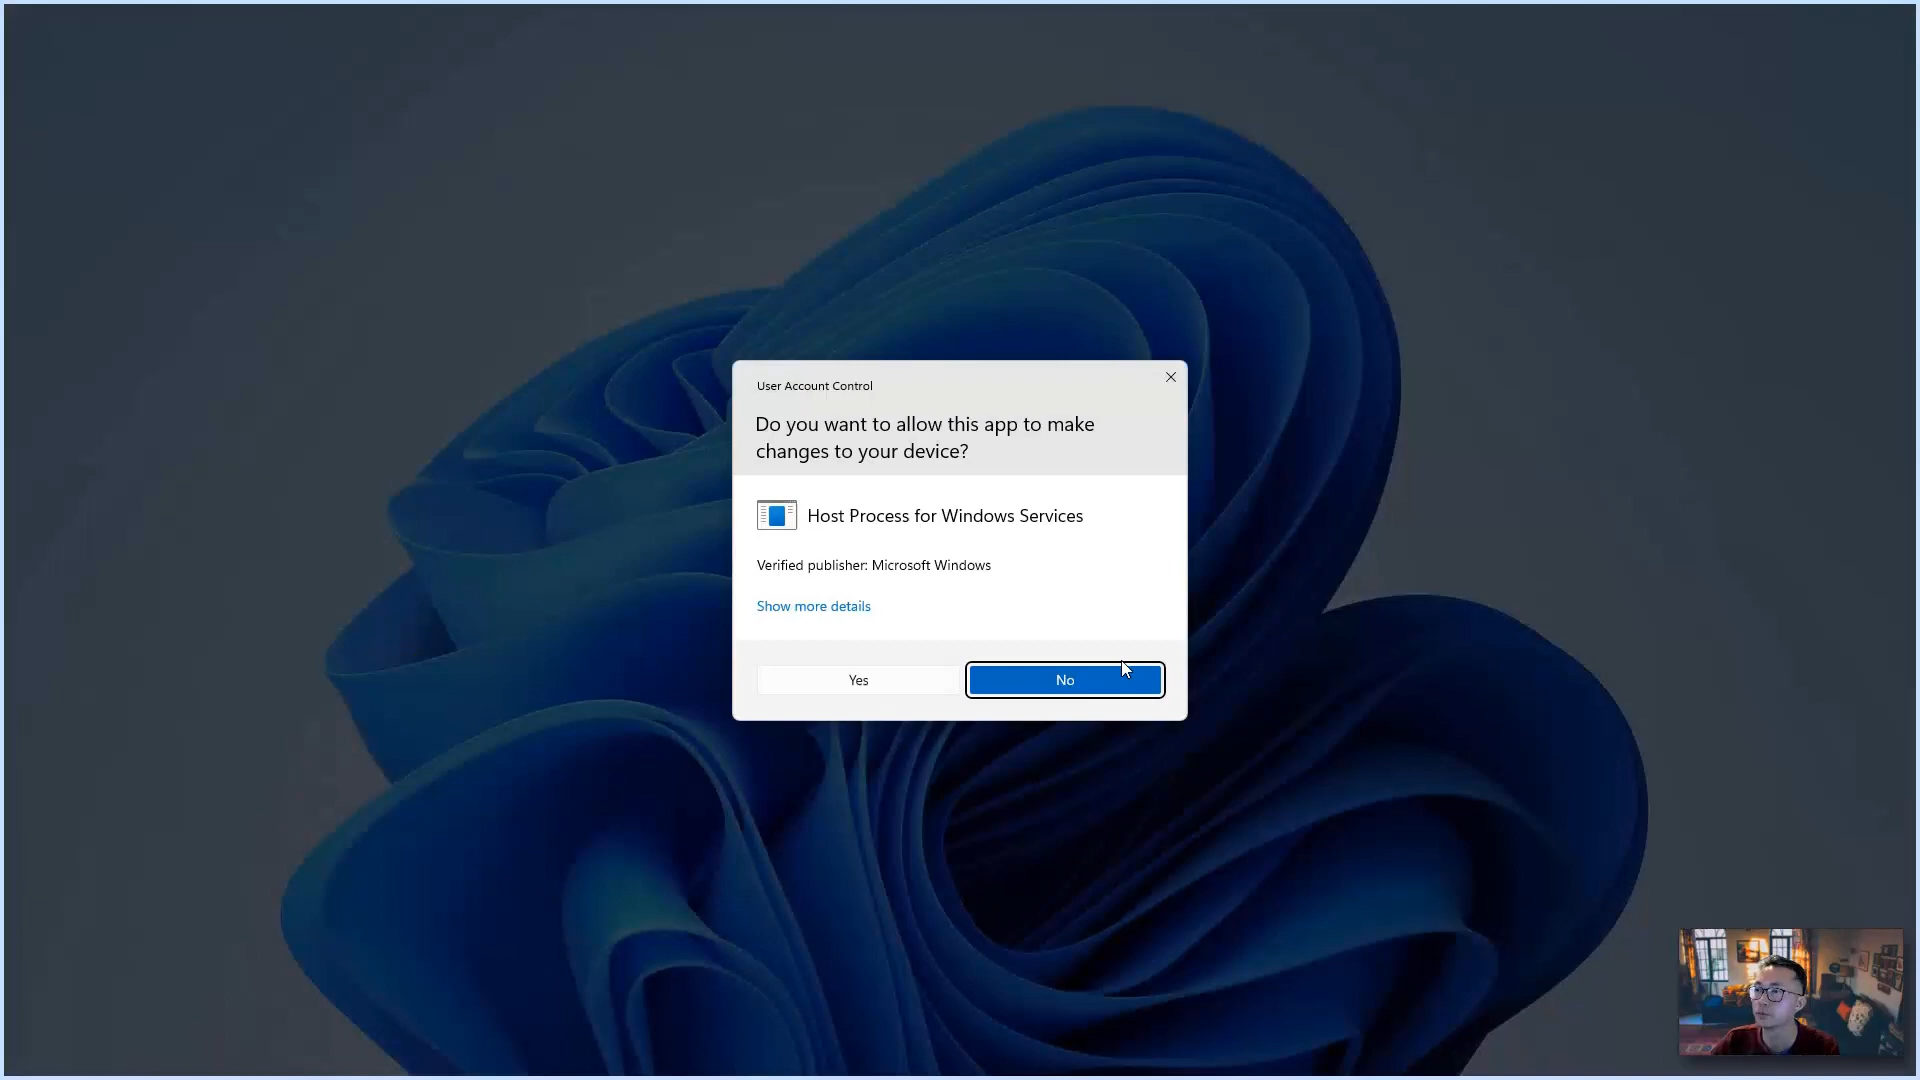 User Account Control
Do you want to allow this app to make
changes to your device?
Host Process for Windows Services
Verified publisher: Microsoft Windows
Show more details
Yes
No